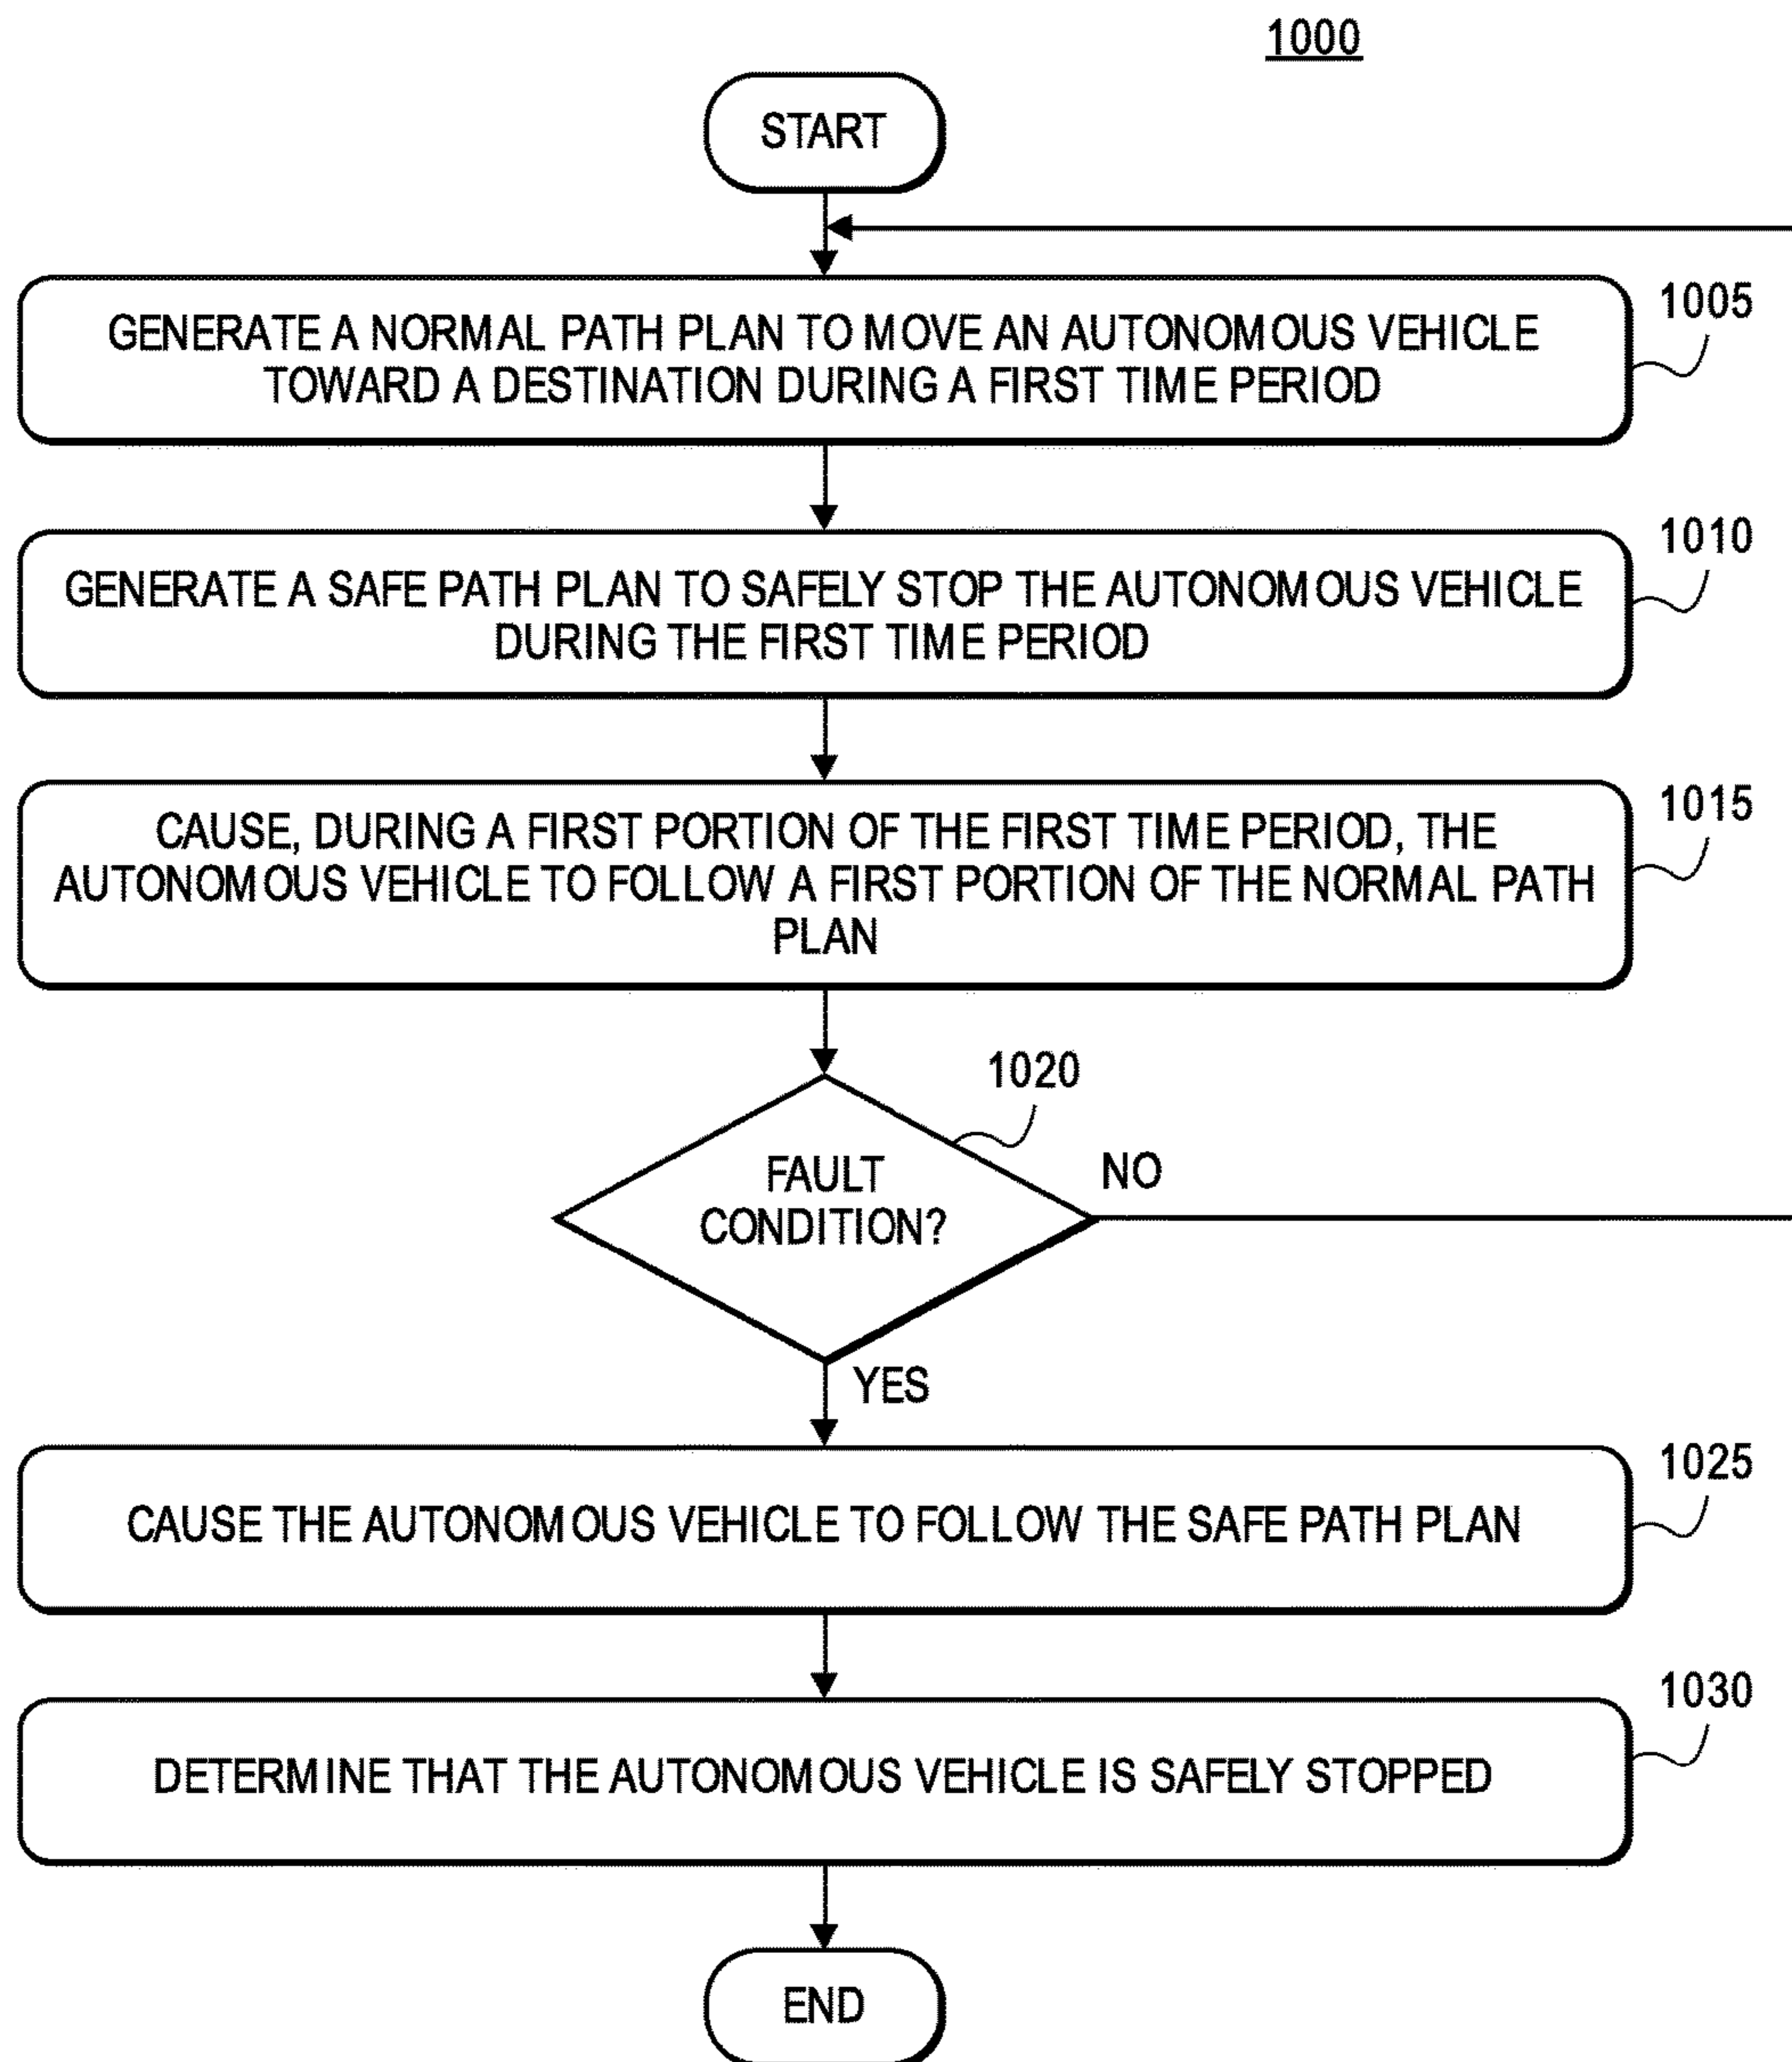 1000
START
GENERATE A NORMAL PATH PLAN TO MOVE AN AUTONOMOUS VEHICLE
TOWARD A DESTINATION DURING A FIRST TIME PERIOD
1005
GENERATE A SAFE PATH PLAN TO SAFELY STOP THE AUTONOMOUS VEHICLE
DURING THE FIRST TIME PERIOD
1010
CAUSE, DURING A FIRST PORTION OF THE FIRST TIME PERIOD, THE
AUTONOMOUS VEHICLE TO FOLLOW A FIRST PORTION OF THE NORMAL PATH
PLAN
1015
FAULT
CONDITION?
1020
NO
YES
CAUSE THE AUTONOMOUS VEHICLE TO FOLLOW THE SAFE PATH PLAN
1025
DETERMINE THAT THE AUTONOMOUS VEHICLE IS SAFELY STOPPED
1030
END